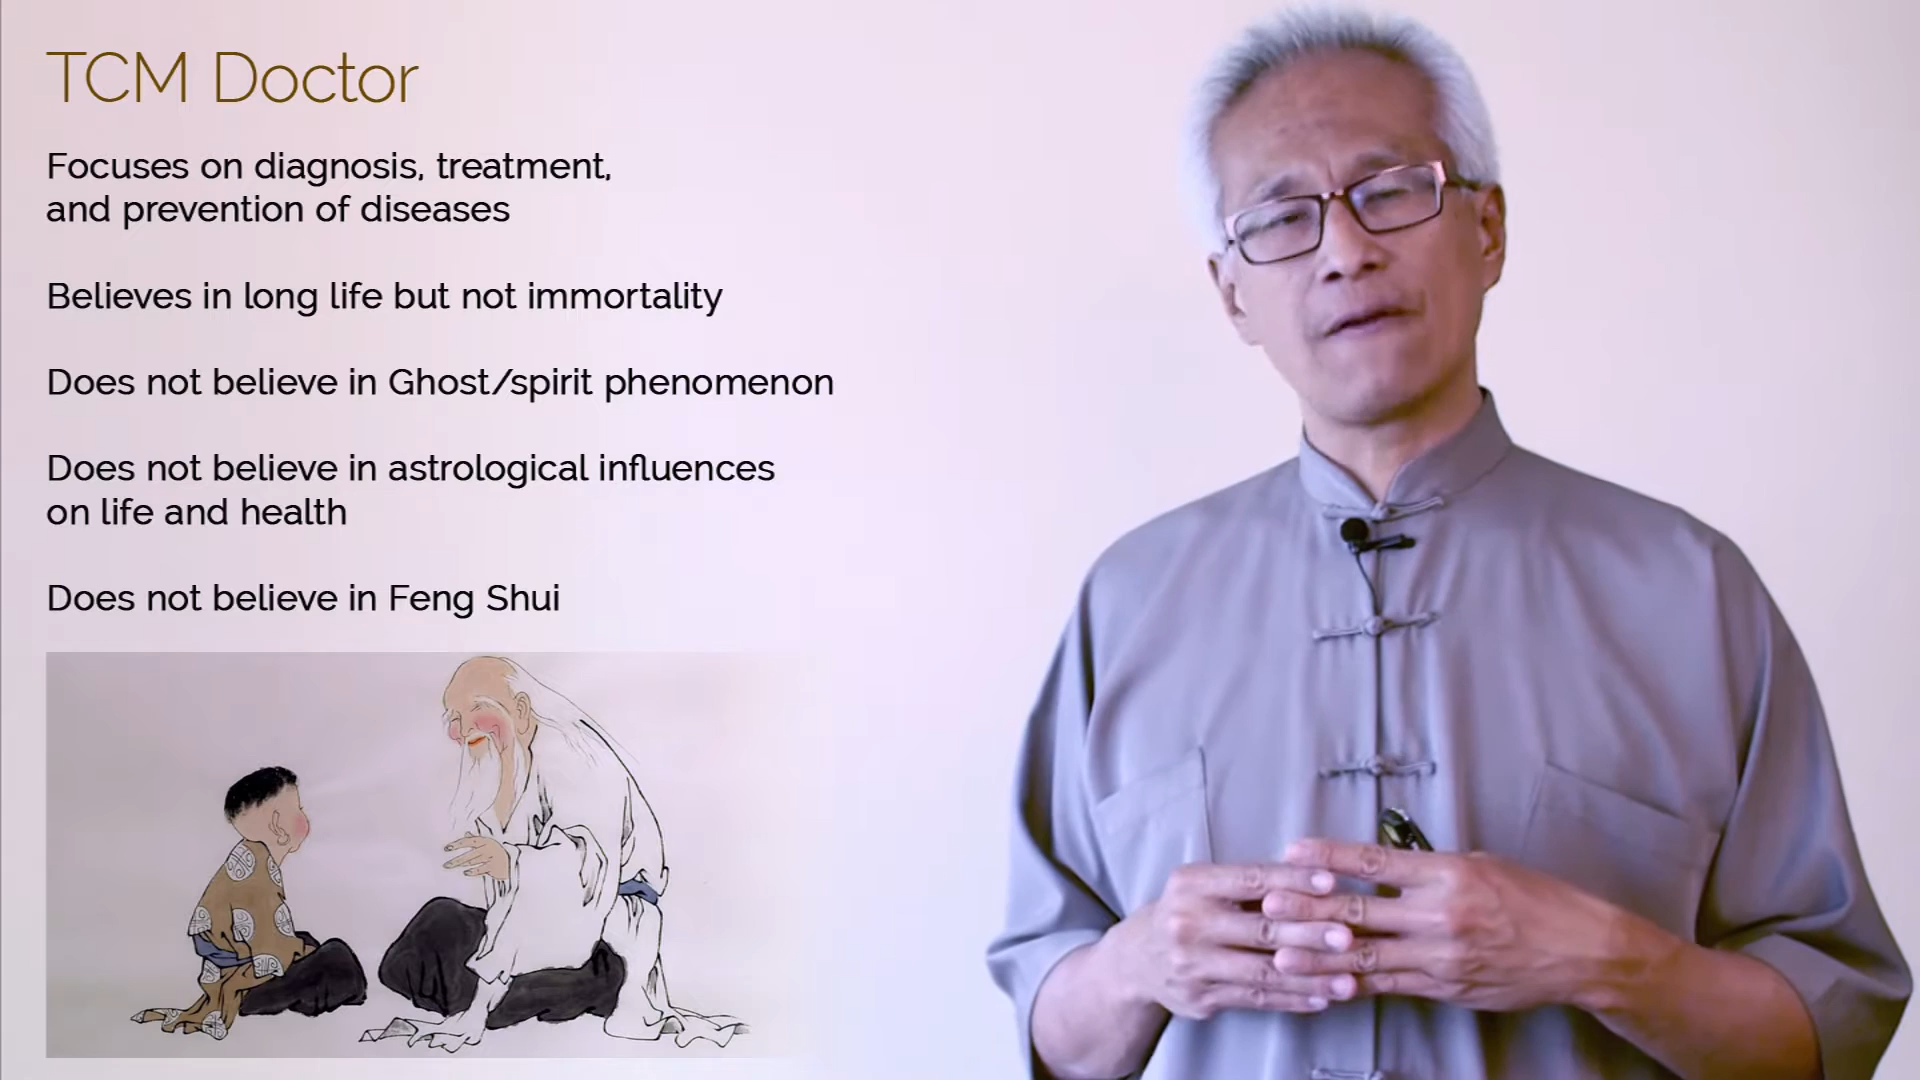 TCM Doctor
Focuses on diagnosis, treatment,
and prevention of diseases
Believes in long life but not immortality
Does not believe in Ghost/spirit phenomenon
Does not believe in astrological influences
on life and health
Does not believe in Feng Shui